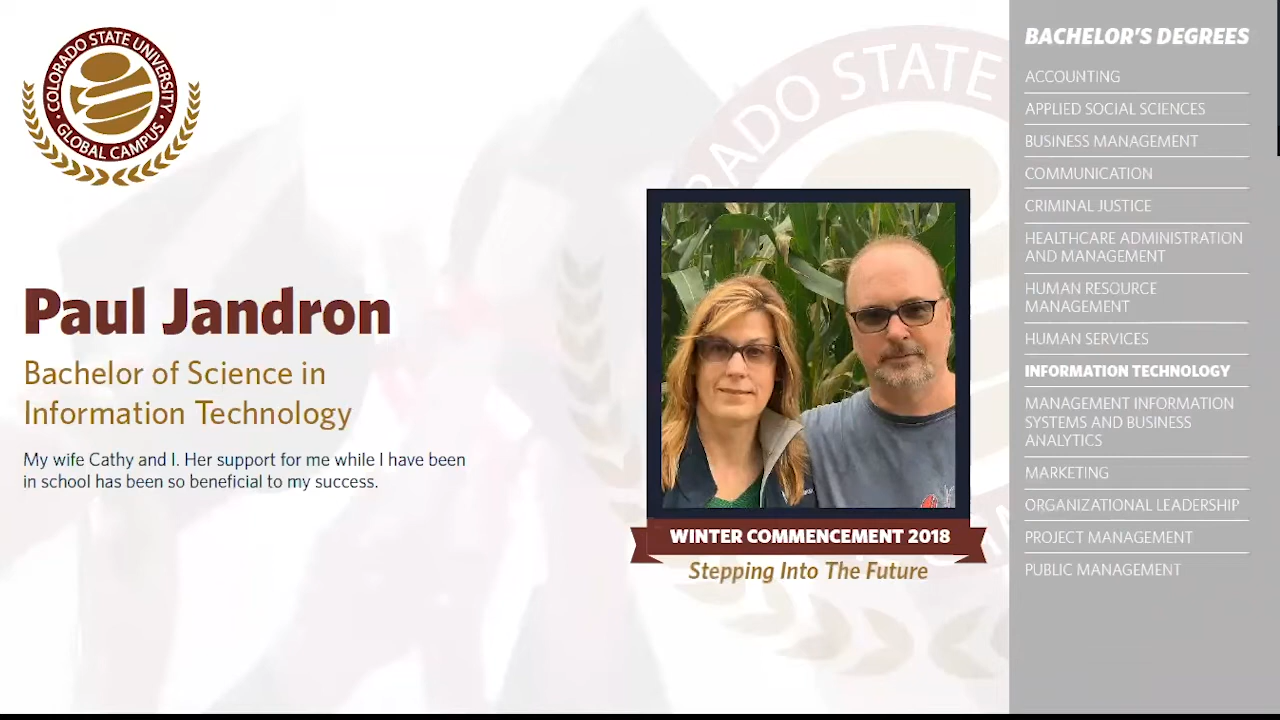 COLORADO STATE UNIVERSITY
GLOBAL CAMPUS
Paul Jandron
Bachelor of Science in
Information Technology
My wife Cathy and I. Her support for me while I have been
in school has been so beneficial to my success.
RADO STATE
WINTER COMMENCEMENT 2018
Stepping Into The Future
BACHELOR'S DEGREES
ACCOUNTING
APPLIED SOCIAL SCIENCES
BUSINESS MANAGEMENT
COMMUNICATION
CRIMINAL JUSTICE
HEALTHCARE ADMINISTRATION
AND MANAGEMENT
HUMAN RESOURCE
MANAGEMENT
HUMAN SERVICES
INFORMATION TECHNOLOGY
MANAGEMENT INFORMATION
SYSTEMS AND BUSINESS
ANALYTICS
MARKETING
ORGANIZATIONAL LEADERSHIP
PROJECT MANAGEMENT
PUBLIC MANAGEMENT